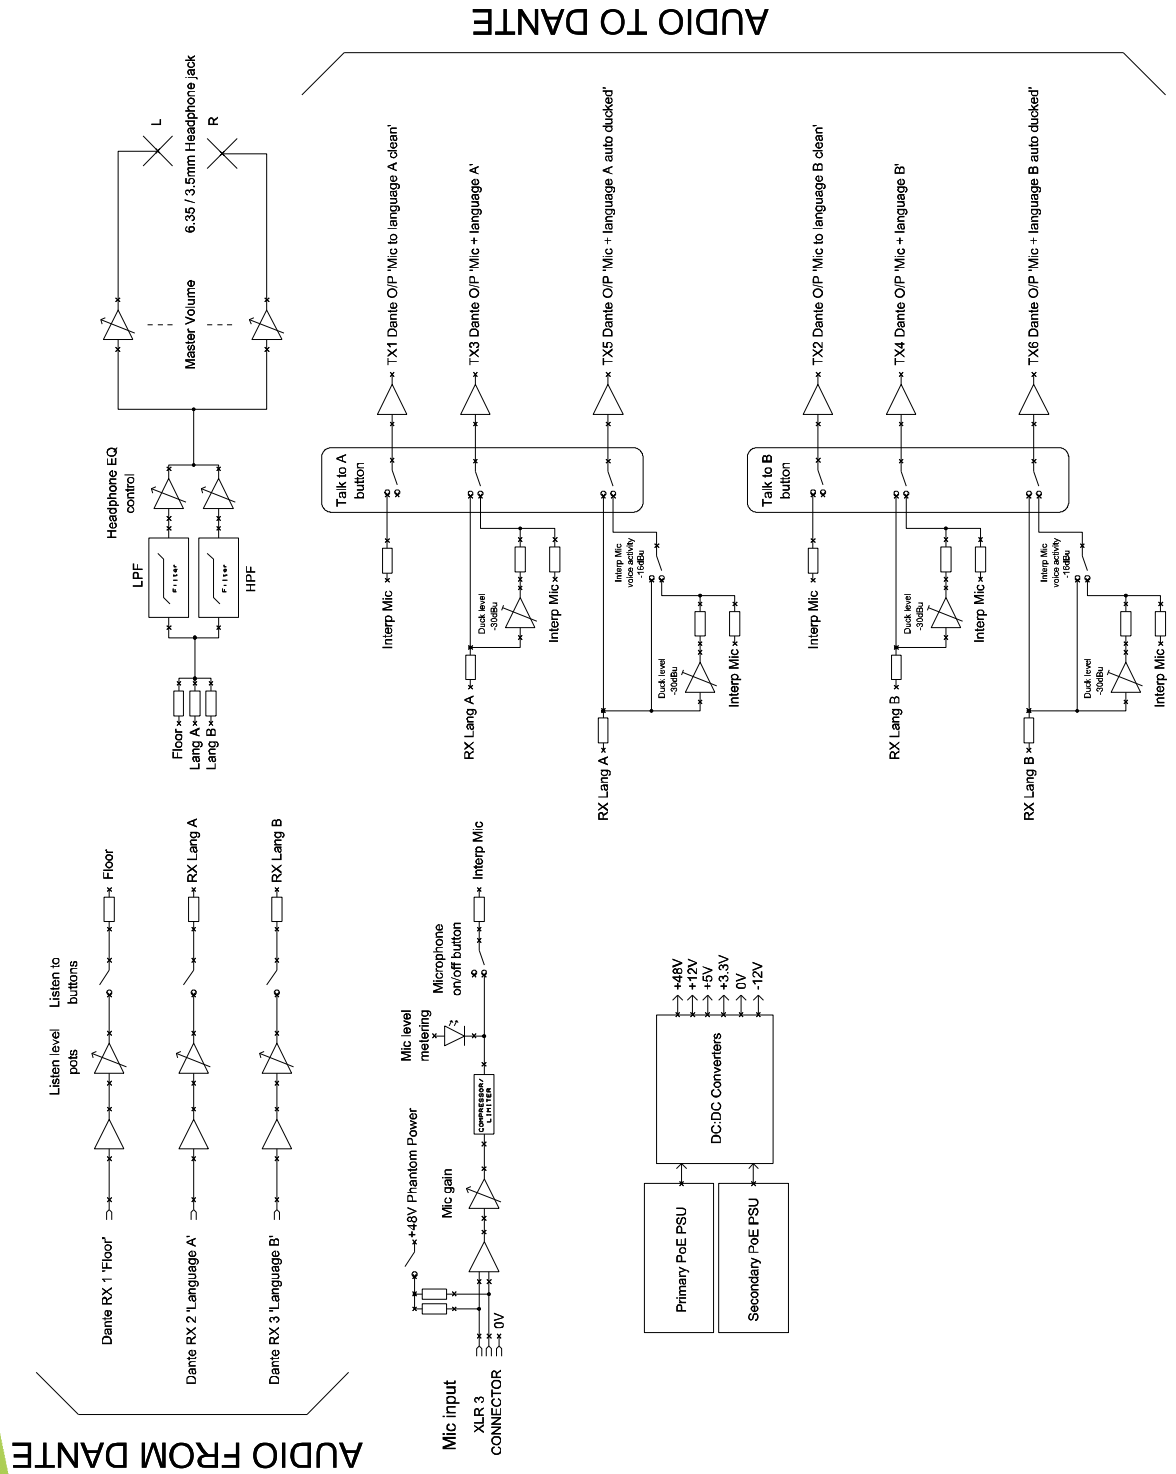 AUDIO FROM DANTE
Dante RX 1 'Floor'
Listen level
pots
Listen to
buttons
Floor
Dante RX 2 'Language A'
RX Lang A
Dante RX 3 'Language B'
RX Lang B
Mic input
XLR 3
CONNECTOR
0V
+48V Phantom Power
Mic gain
COMPRESSOR/
LIMITER
Mic level
metering
Microphone
on/off button
Interp Mic
Primary PoE PSU
Secondary PoE PSU
DC:DC Converters
+48V
+12V
+5V
+3.3V
0V
-12V
Floor
Lang A
Lang B
LPF
Filter
Filter
HPF
Headphone EQ
control
Master Volume
L
6.35 / 3.5mm Headphone jack
R
AUDIO TO DANTE
Talk to A
button
Interp Mic
TX1 Dante O/P 'Mic to language A clean'
RX Lang A
Duck level
-30dBu
Interp Mic
TX3 Dante O/P 'Mic + language A'
RX Lang A
Duck level
-30dBu
Interp Mic
Interp Mic
voice activity
-16dBu
TX5 Dante O/P 'Mic + language A auto ducked'
Talk to B
button
Interp Mic
TX2 Dante O/P 'Mic to language B clean'
RX Lang B
Duck level
-30dBu
Interp Mic
TX4 Dante O/P 'Mic + language B'
RX Lang B
Duck level
-30dBu
Interp Mic
Interp Mic
voice activity
-16dBu
TX6 Dante O/P 'Mic + language B auto ducked'